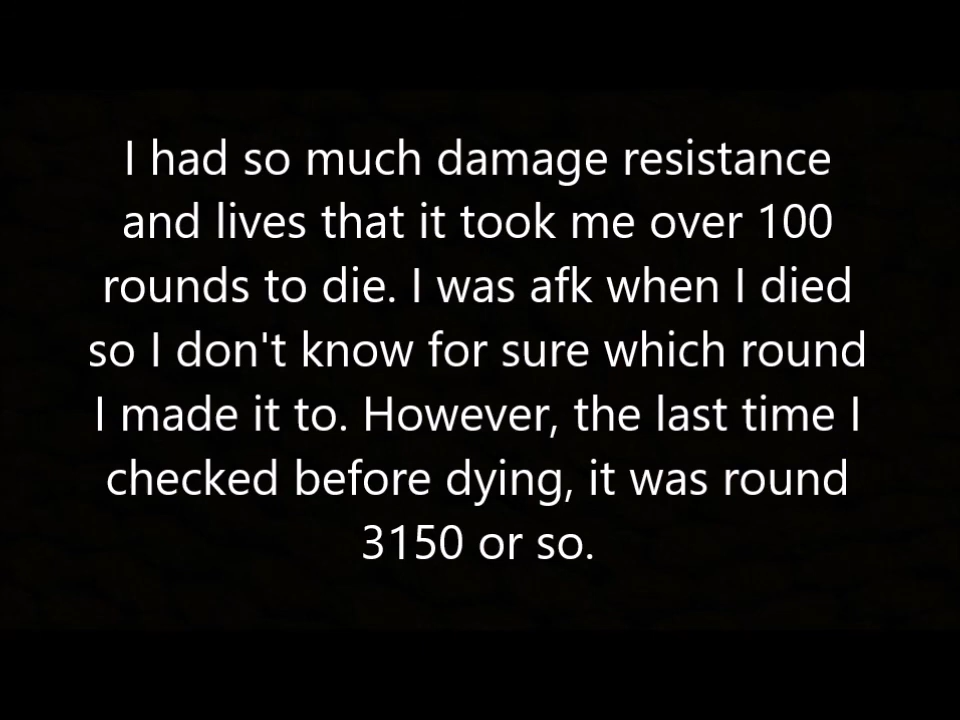 I had so much damage resistance
and lives that it took me over 100
rounds to die. I was afk when I died
so I don't know for sure which round
I made it to. However, the last time I
checked before dying, it was round
3150 or so.